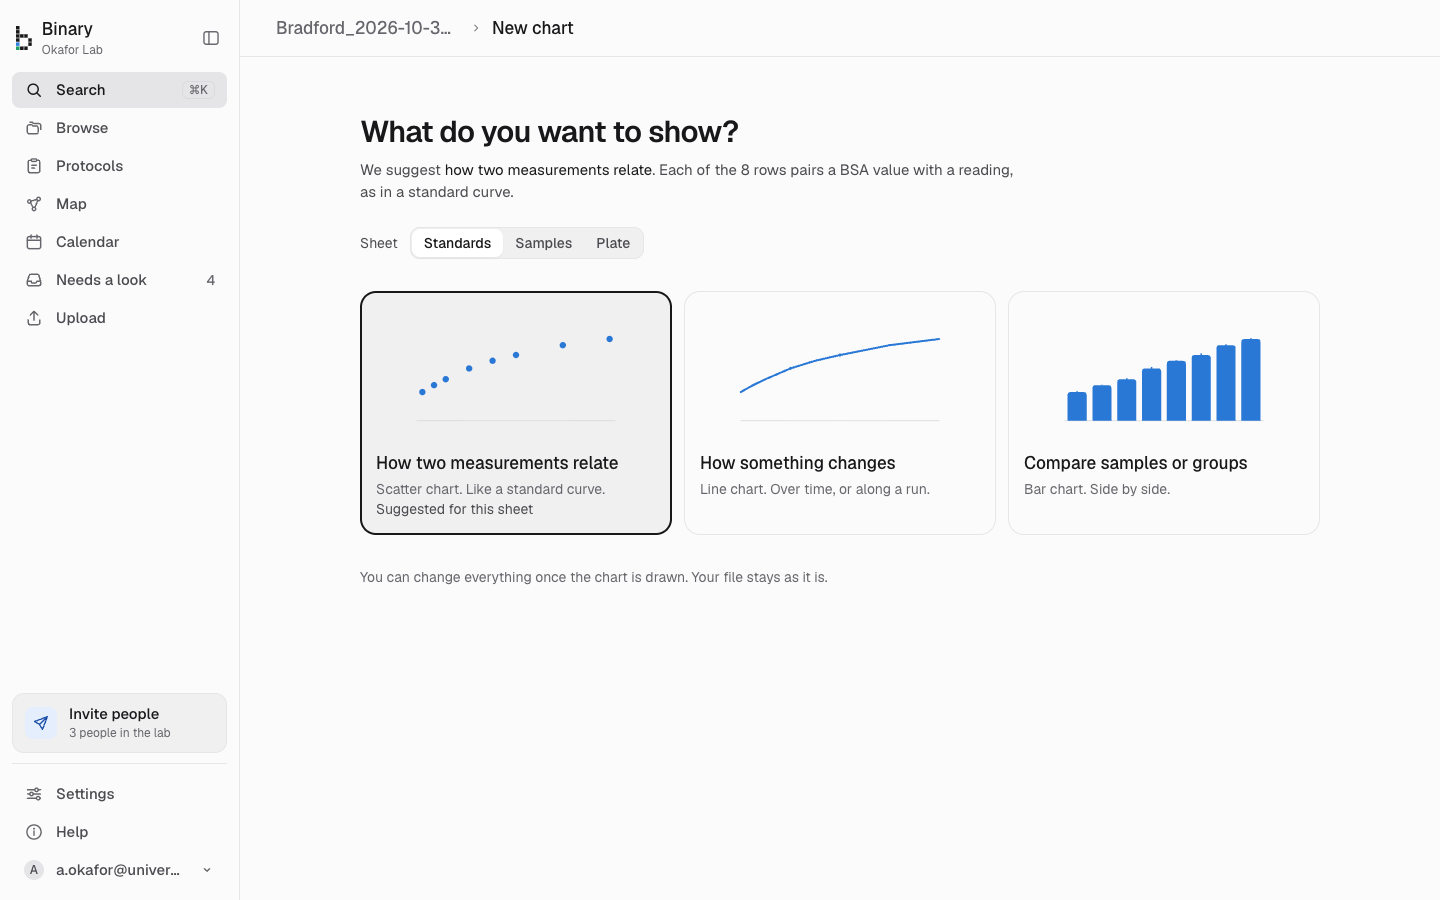 Binary
Okafor Lab
Search ⌘K
Browse
Protocols
Map
Calendar
Needs a look 4
Upload
Invite people
3 people in the lab
Settings
Help
A a.okafor@univer...
Bradford_2026-10-3... › New chart
What do you want to show?
We suggest how two measurements relate. Each of the 8 rows pairs a BSA value with a reading,
as in a standard curve.
Sheet Standards Samples Plate
How two measurements relate
Scatter chart. Like a standard curve.
Suggested for this sheet
How something changes
Line chart. Over time, or along a run.
Compare samples or groups
Bar chart. Side by side.
You can change everything once the chart is drawn. Your file stays as it is.